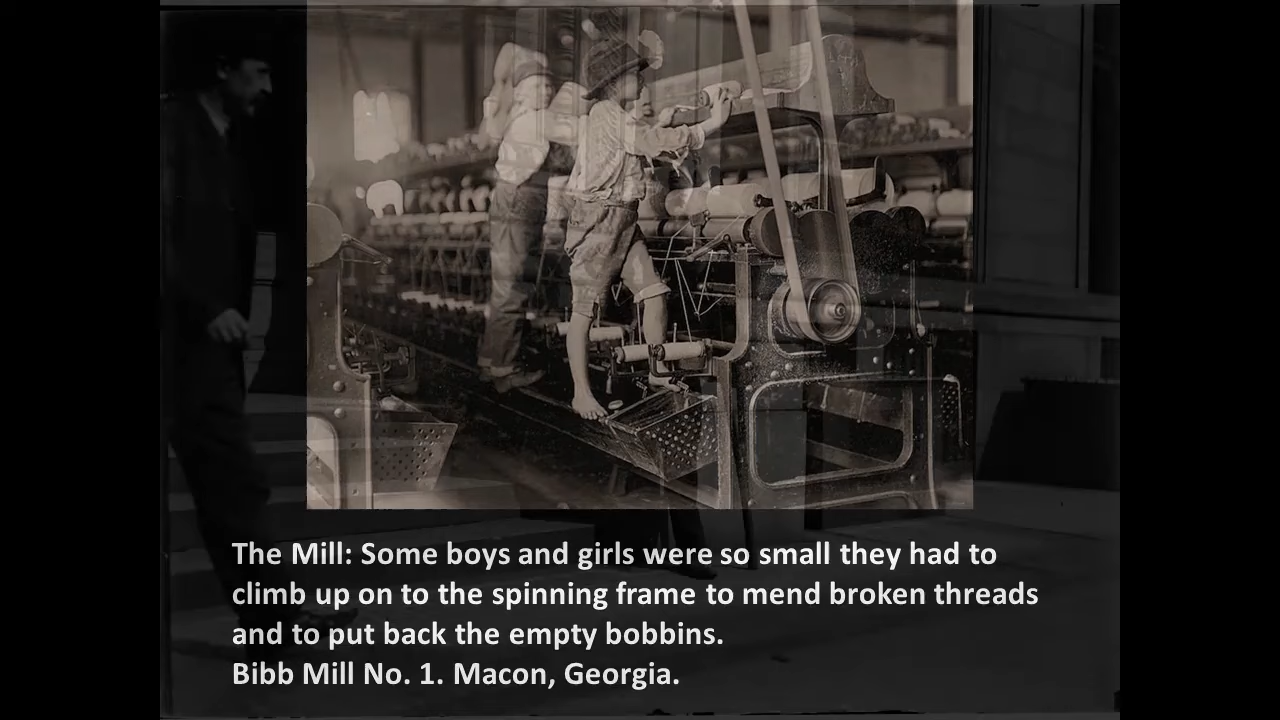 The Mill: Some boys and girls were so small they had to
climb up on to the spinning frame to mend broken threads
and to put back the empty bobbins.
Bibb Mill No. 1. Macon, Georgia.